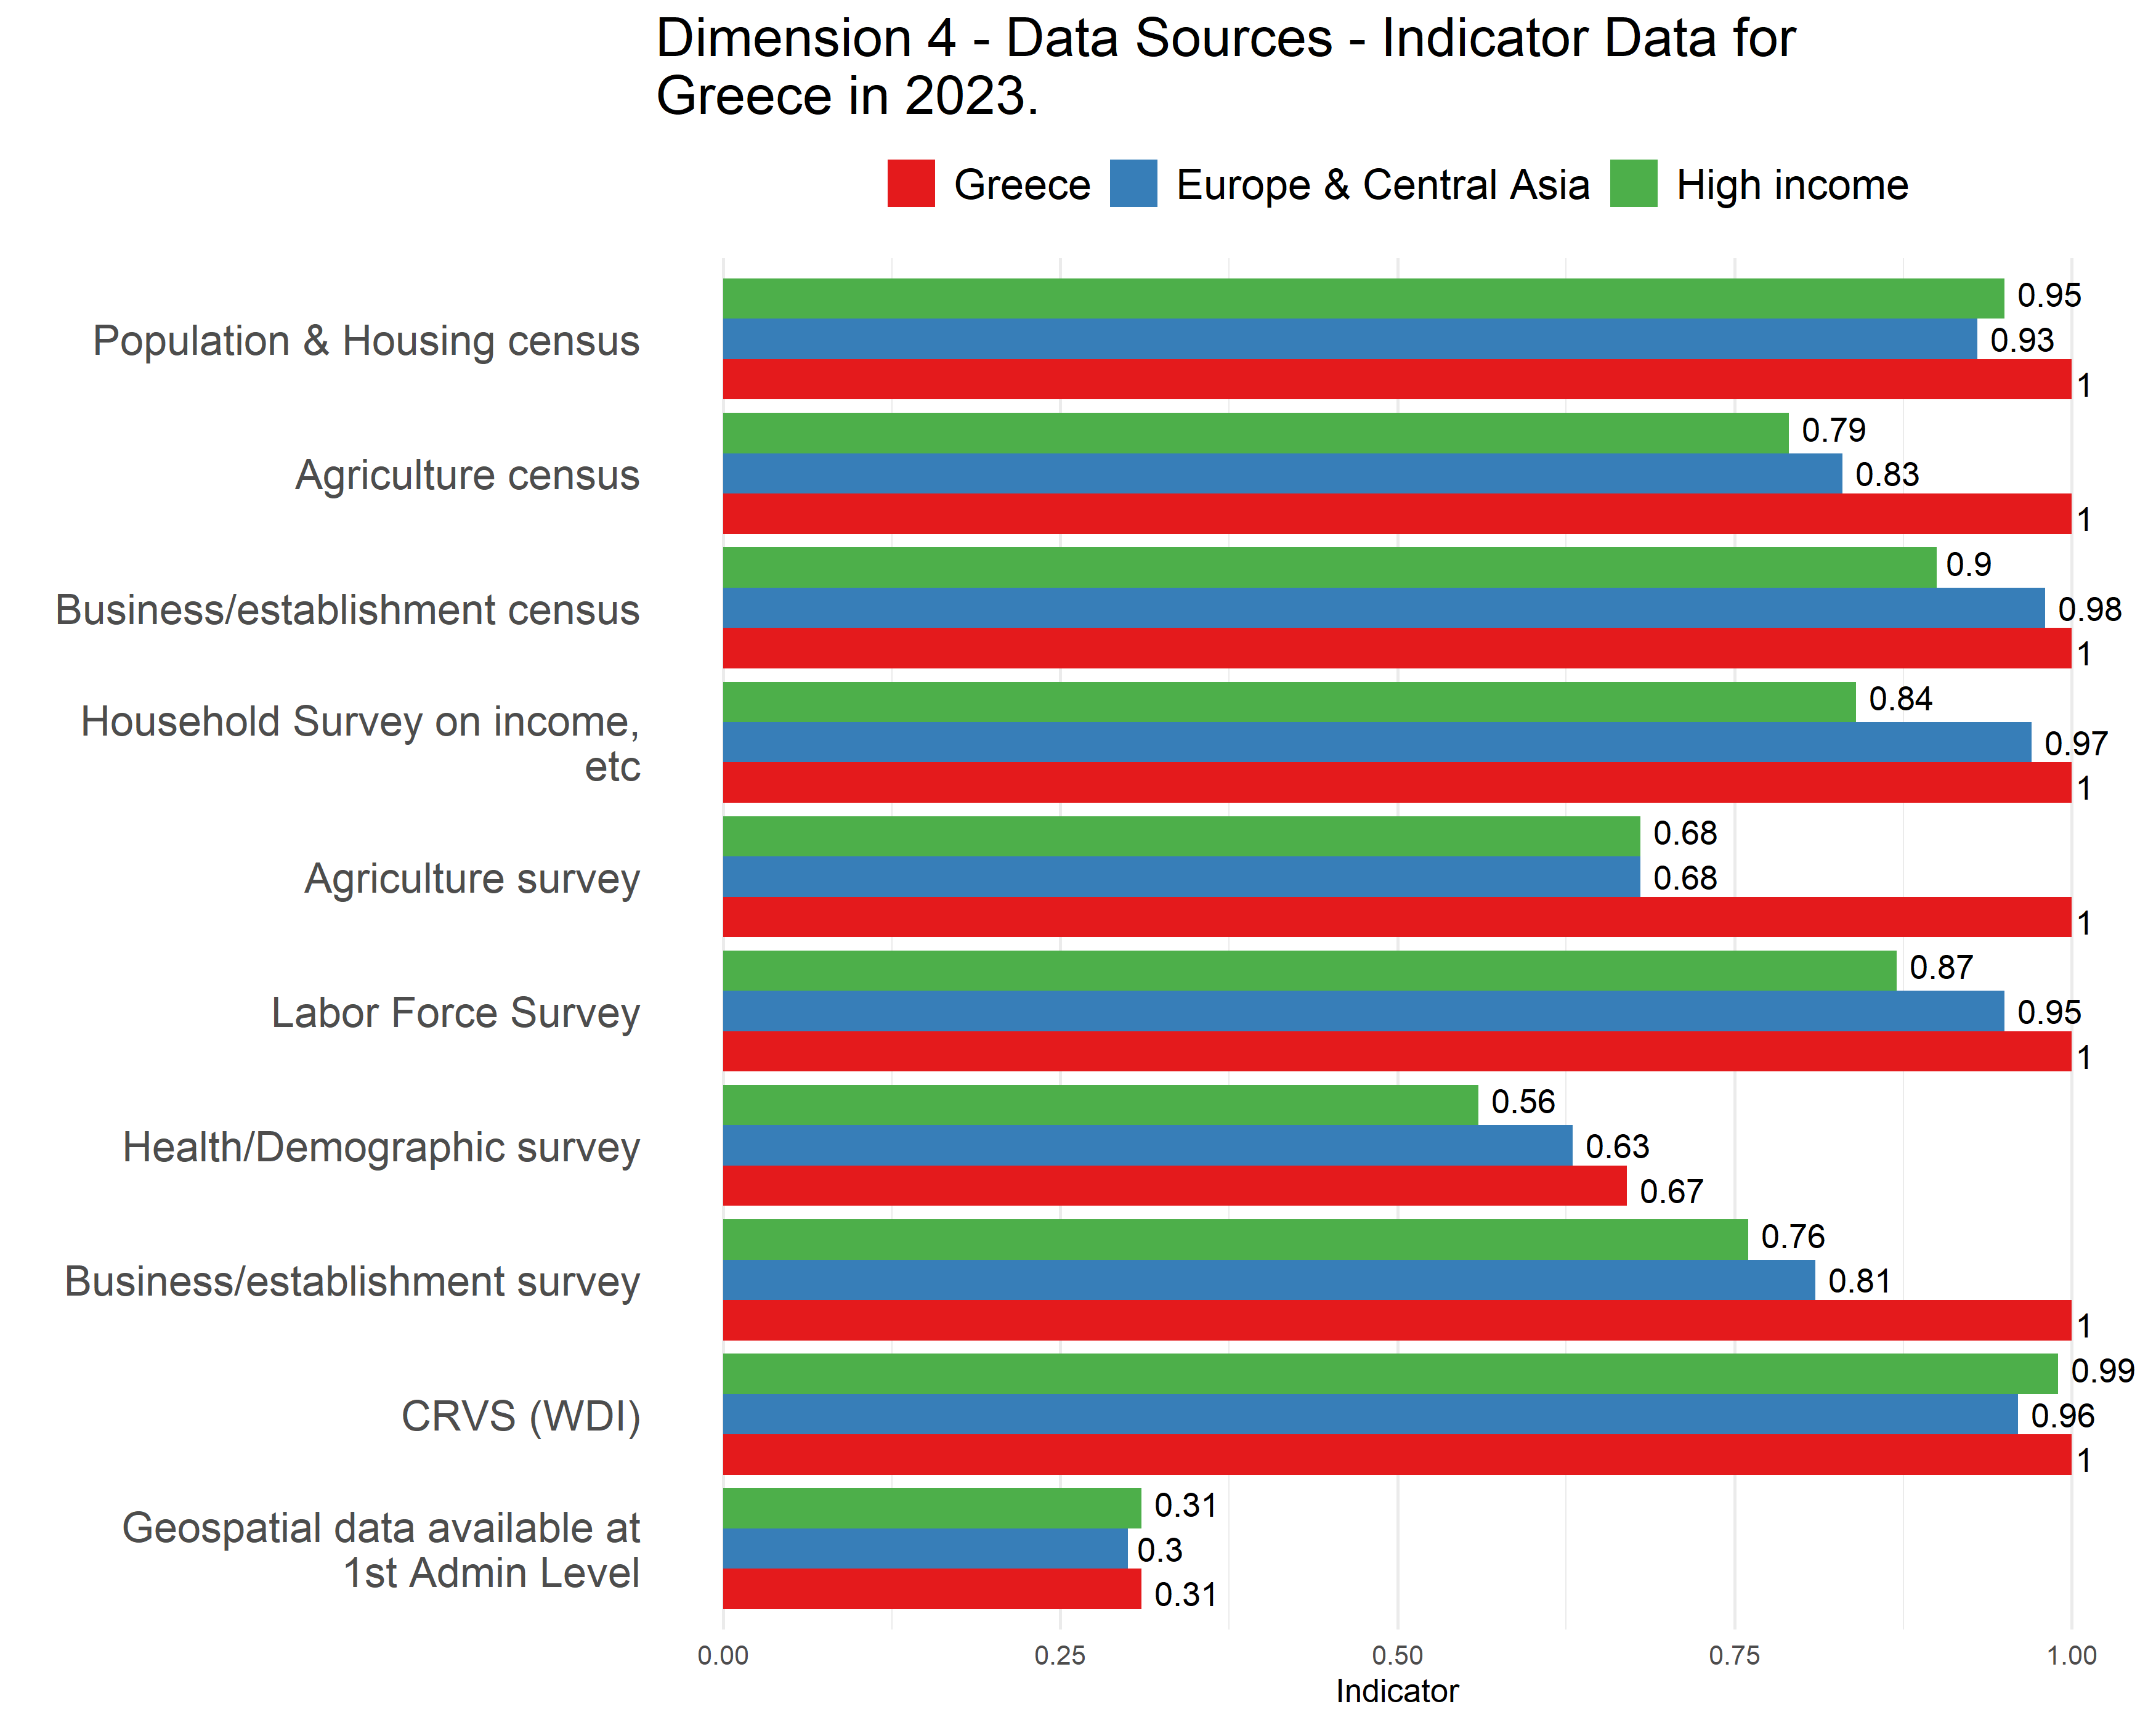 Dimension 4 - Data Sources - Indicator Data for
Greece in 2023.
Greece
Europe & Central Asia
High income
Population & Housing census
0.95
0.93
1
Agriculture census
0.79
0.83
1
Business/establishment census
0.9
0.98
1
Household Survey on income,
etc
0.84
0.97
1
Agriculture survey
0.68
0.68
1
Labor Force Survey
0.87
0.95
1
Health/Demographic survey
0.56
0.63
0.67
Business/establishment survey
0.76
0.81
1
CRVS (WDI)
0.99
0.96
1
Geospatial data available at
1st Admin Level
0.31
0.3
0.31
0.00
0.25
0.50
0.75
1.00
Indicator